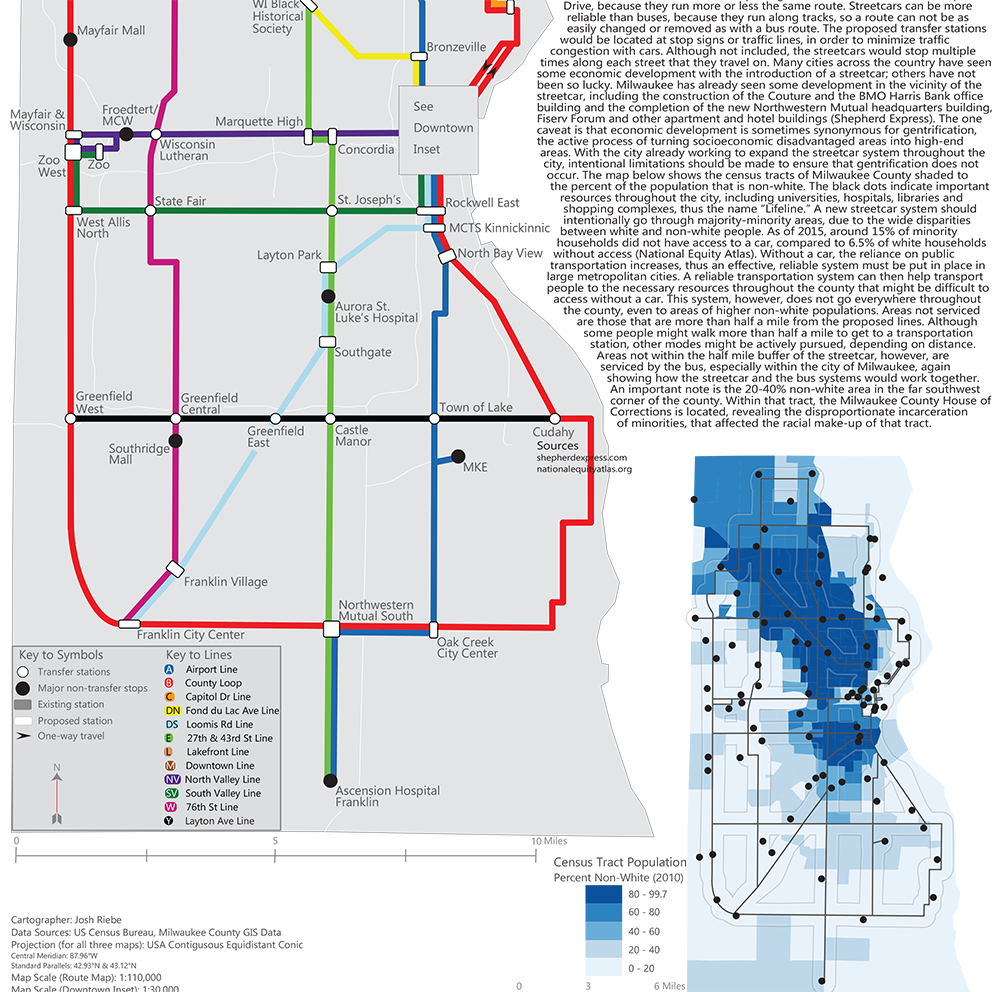 Drive, because they run more or less the same route. Streetcars can be more
reliable than buses, because they run along tracks, so a route can not be as
easily changed or removed as with a bus route. The proposed transfer stations
would be located at stop signs or traffic lines, in order to minimize traffic
congestion with cars. Although not included, the streetcars would stop multiple
times along each street that they travel on. Many cities across the country have seen
some economic development with the introduction of a streetcar; others have not
been so lucky. Milwaukee has already seen some development in the vicinity of the
streetcar, including the construction of the Couture and the BMO Harris Bank office
building and the completion of the new Northwestern Mutual headquarters building,
Fiserv Forum and other apartment and hotel buildings (Shepherd Express). The one
caveat is that economic development is sometimes synonymous for gentrification,
the active process of turning socioeconomic disadvantaged areas into high-end
areas. With the city already working to expand the streetcar system throughout the
city, intentional limitations should be made to ensure that gentrification does not
occur. The map below shows the census tracts of Milwaukee County shaded to
the percent of the population that is non-white. The black dots indicate important
resources throughout the city, including universities, hospitals, libraries and
shopping complexes, thus the name "Lifeline." A new streetcar system should
intentionally go through majority-minority areas, due to the wide disparities
between white and non-white people. As of 2015, around 15% of minority
households did not have access to a car, compared to 6.5% of white households
without access (National Equity Atlas). Without a car, the reliance on public
transportation increases, thus an effective, reliable system must be put in place in
large metropolitan cities. A reliable transportation system can then help transport
people to the necessary resources throughout the county that might be difficult to
access without a car. This system, however, does not go everywhere throughout
the county, even to areas of higher non-white populations. Areas not serviced
are those that are more than half a mile from the proposed lines. Although
some people might walk more than half a mile to get to a transportation
station, other modes might be actively pursued, depending on distance.
Areas not within the half mile buffer of the streetcar, however, are
serviced by the bus, especially within the city of Milwaukee, again
showing how the streetcar and the bus systems would work together.
An important note is the 20-40% non-white area in the far southwest
corner of the county. Within that tract, the Milwaukee County House of
Corrections is located, revealing the disproportionate incarceration
of minorities, that affected the racial make-up of that tract.
WI Black
Historical
Society
Mayfair Mall
Bronzeville
See
Downtown
Inset
Mayfair &
Wisconsin
Froedtert/
MCW
Marquette High
Wisconsin
Lutheran
Concordia
Zoo
West
Zoo
State Fair
St. Joseph's
Rockwell East
West Allis
North
MCTS Kinnickinnic
Layton Park
North Bay View
Aurora St.
Luke's Hospital
Southgate
Greenfield
West
Greenfield
Central
Greenfield
East
Castle
Manor
Town of Lake
Cudahy
Southridge
Mall
MKE
Sources
shepherdexpress.com
nationalequityatlas.org
Franklin Village
Franklin City Center
Northwestern
Mutual South
Oak Creek
City Center
Ascension Hospital
Franklin
Key to Symbols
Transfer stations
Major non-transfer stops
Existing station
Proposed station
One-way travel
N
Key to Lines
A Airport Line
B County Loop
C Capitol Dr Line
DN Fond du Lac Ave Line
DS Loomis Rd Line
E 27th & 43rd St Line
L Lakefront Line
M Downtown Line
NV North Valley Line
SV South Valley Line
W 76th St Line
Y Layton Ave Line
0 5 10 Miles
Census Tract Population
Percent Non-White (2010)
80 - 99.7
60 - 80
40 - 60
20 - 40
0 - 20
0 3 6 Miles
Cartographer: Josh Riebe
Data Sources: US Census Bureau, Milwaukee County GIS Data
Projection (for all three maps): USA Contigusous Equidistant Conic
Central Meridian: 87.96°W
Standard Parallels: 42.93°N & 43.12°N
Map Scale (Route Map): 1:110,000
Map Scale (Downtown Inset): 1:30,000